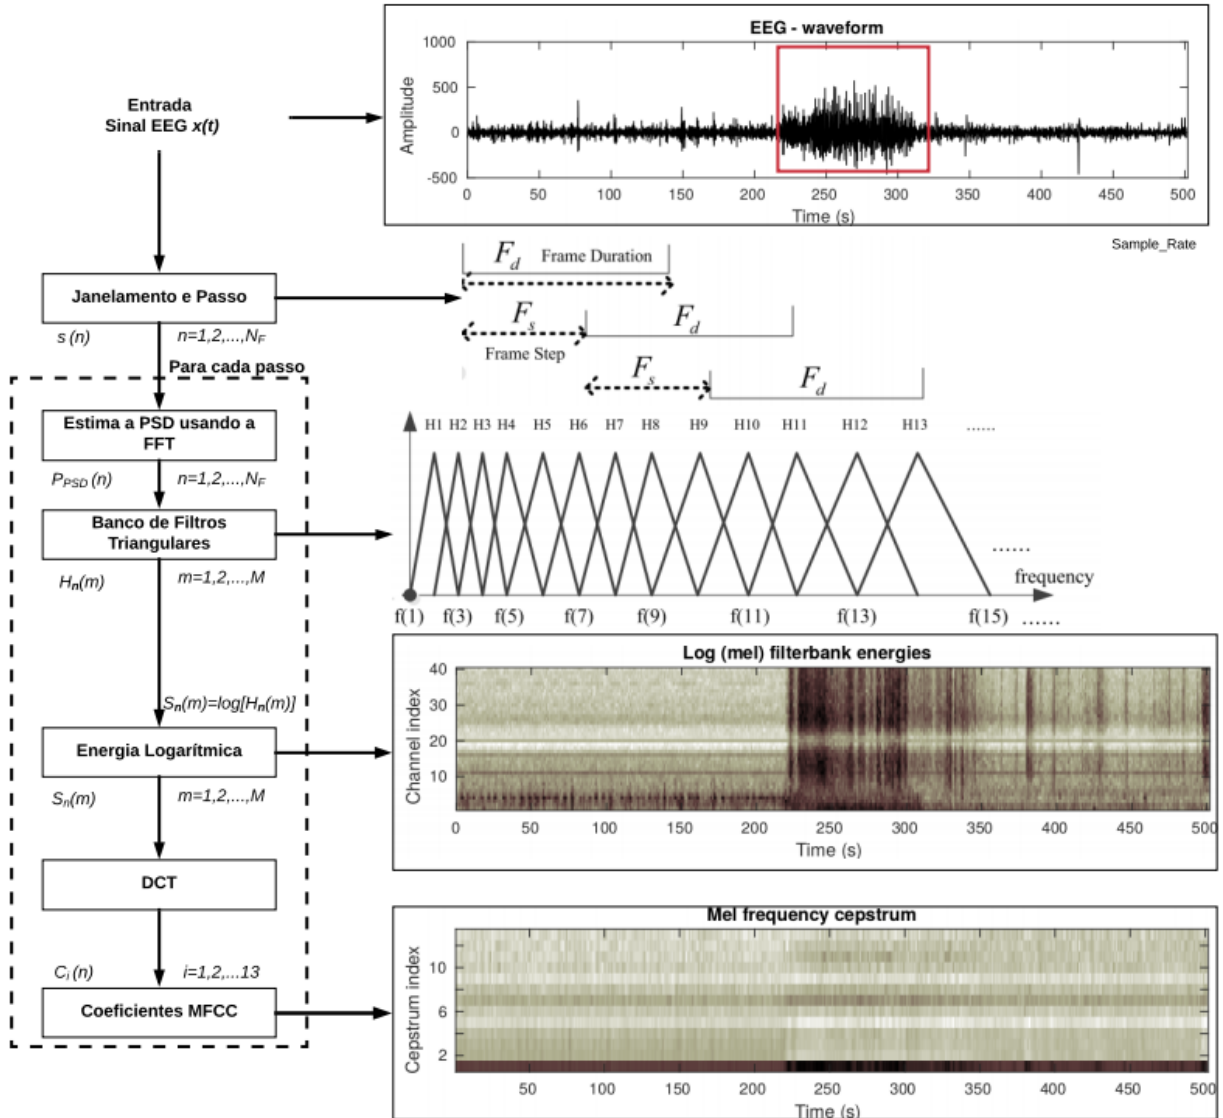 EEG - waveform
1000
500
0
-500
Amplitude
0 50 100 150 200 250 300 350 400 450 500
Time (s)
Entrada
Sinal EEG x(t)
Sample_Rate
Janelamento e Passo
s (n) n=1,2,...,N_F
F_d Frame Duration
F_s F_d
Frame Step
F_s F_d
Para cada passo
Estima a PSD usando a
FFT
P_PSD (n) n=1,2,...,N_F
H1 H2 H3 H4 H5 H6 H7 H8 H9 H10 H11 H12 H13 ......
Banco de Filtros
Triangulares
H_n(m) m=1,2,...,M
......
frequency
f(1) f(3) f(5) f(7) f(9) f(11) f(13) f(15) ......
S_n(m)=log[H_n(m)]
Energia Logarítmica
S_n(m) m=1,2,...,M
Log (mel) filterbank energies
40
30
20
10
Channel index
0 50 100 150 200 250 300 350 400 450 500
Time (s)
DCT
C_i (n) i=1,2,...13
Coeficientes MFCC
Mel frequency cepstrum
10
6
2
Cepstrum index
50 100 150 200 250 300 350 400 450 500
Time (s)